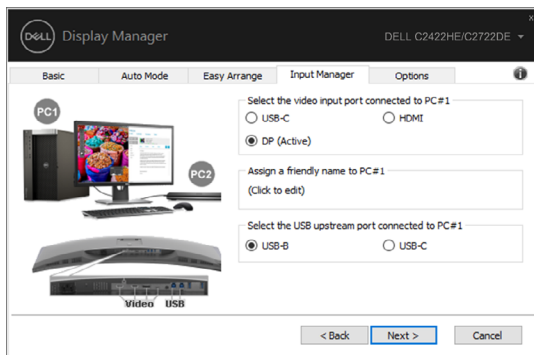 DELL Display Manager
DELL C2422HE/C2722DE
x
Basic
Auto Mode
Easy Arrange
Input Manager
Options
i
PC1
PC2
Video
USB
Select the video input port connected to PC#1
USB-C
HDMI
DP (Active)
Assign a friendly name to PC#1
(Click to edit)
Select the USB upstream port connected to PC#1
USB-B
USB-C
< Back
Next >
Cancel